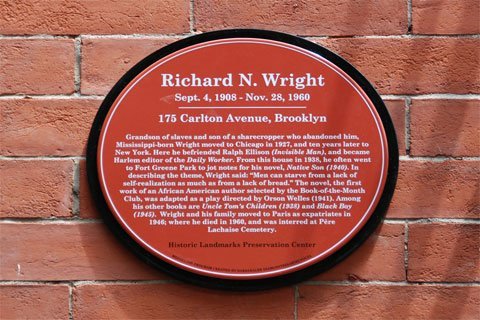 Richard N. Wright
Sept. 4, 1908 - Nov. 28, 1960
175 Carlton Avenue, Brooklyn
Grandson of slaves and son of a sharecropper who abandoned him,
Mississippi-born Wright moved to Chicago in 1927, and ten years later to
New York. Here he befriended Ralph Ellison (Invisible Man), and became
Harlem editor of the Daily Worker. From this house in 1938, he often went
to Fort Greene Park to jot notes for his novel, Native Son (1940). In
describing the theme, Wright said: "Men can starve from a lack of
self-realization as much as from a lack of bread." The novel, the first
work of an African American author selected by the Book-of-the-Month
Club, was adapted as a play directed by Orson Welles (1941). Among
his other books are Uncle Tom's Children (1938) and Black Boy
(1945). Wright and his family moved to Paris as expatriates in
1946; where he died in 1960, and was interred at Père
Lachaise Cemetery.
Historic Landmarks Preservation Center